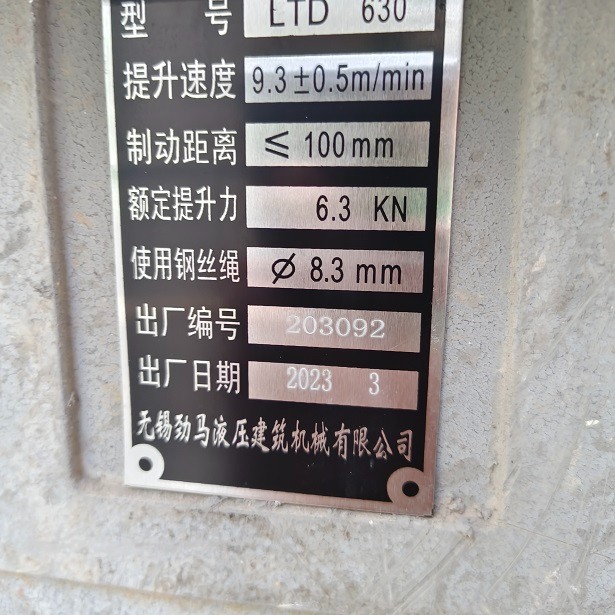 型 号 LTD 630
提升速度 9.3±0.5m/min
制动距离 ≤ 100mm
额定提升力 6.3 KN
使用钢丝绳 φ 8.3 mm
出厂编号 203092
出厂日期 2023 3
无锡劲马液压建筑机械有限公司